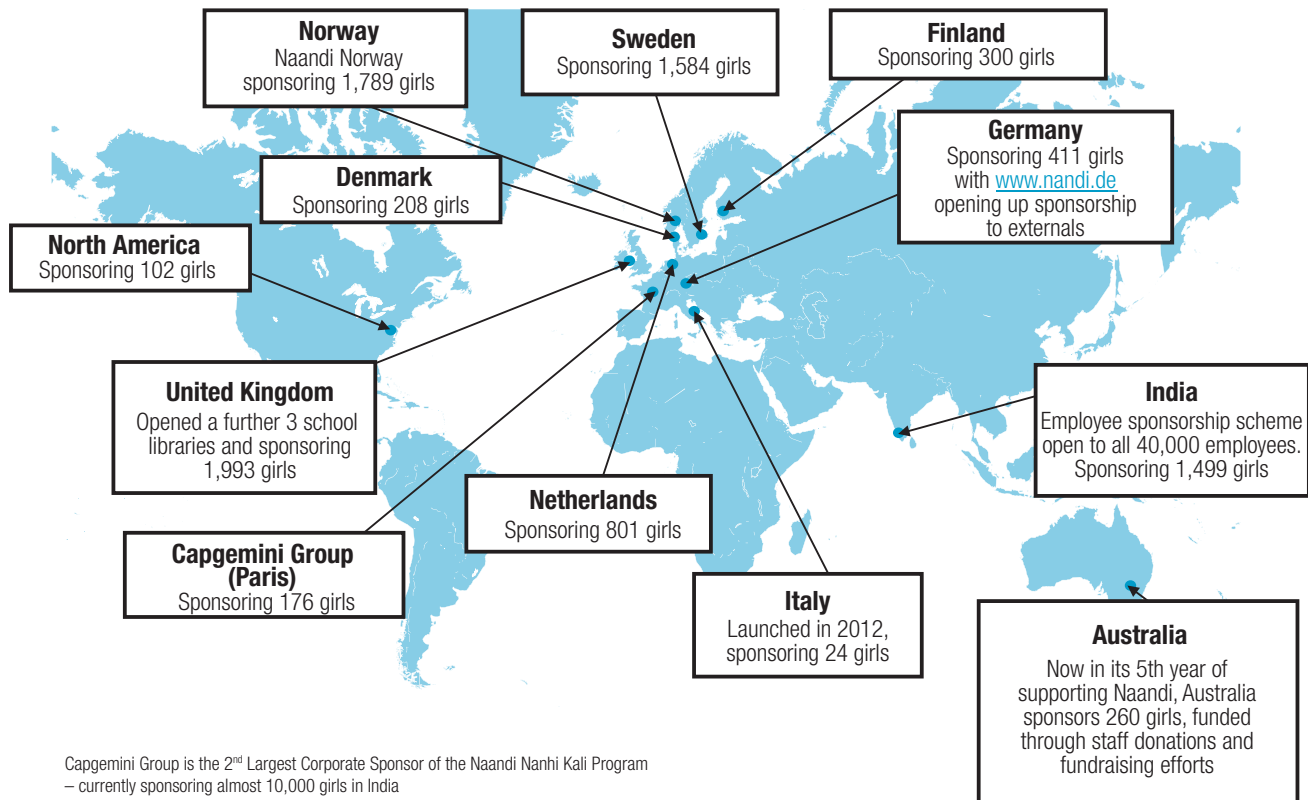 Norway
Naandi Norway
sponsoring 1,789 girls
Sweden
Sponsoring 1,584 girls
Finland
Sponsoring 300 girls
Germany
Sponsoring 411 girls
with www.nandi.de
opening up sponsorship
to externals
Denmark
Sponsoring 208 girls
North America
Sponsoring 102 girls
United Kingdom
Opened a further 3 school
libraries and sponsoring
1,993 girls
India
Employee sponsorship scheme
open to all 40,000 employees.
Sponsoring 1,499 girls
Netherlands
Sponsoring 801 girls
Capgemini Group
(Paris)
Sponsoring 176 girls
Italy
Launched in 2012,
sponsoring 24 girls
Australia
Now in its 5th year of
supporting Naandi, Australia
sponsors 260 girls, funded
through staff donations and
fundraising efforts
Capgemini Group is the 2nd Largest Corporate Sponsor of the Naandi Nanhi Kali Program
– currently sponsoring almost 10,000 girls in India